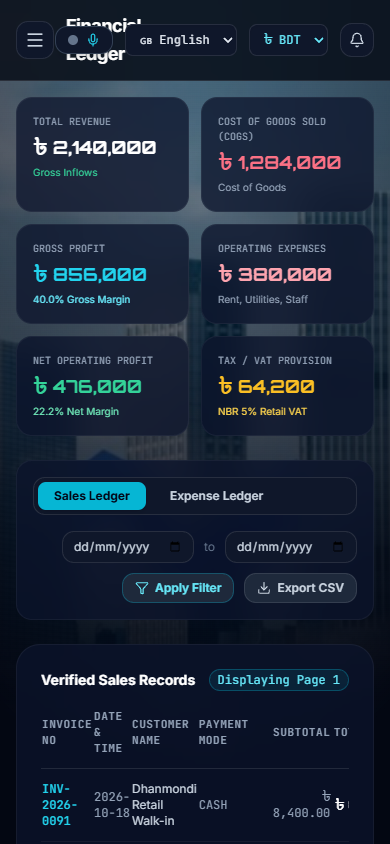 Financial
Ledger
GB English
৳ BDT
TOTAL REVENUE
৳ 2,140,000
Gross Inflows
COST OF GOODS SOLD
(COGS)
৳ 1,284,000
Cost of Goods
GROSS PROFIT
৳ 856,000
40.0% Gross Margin
OPERATING EXPENSES
৳ 380,000
Rent, Utilities, Staff
NET OPERATING PROFIT
৳ 476,000
22.2% Net Margin
TAX / VAT PROVISION
৳ 64,200
NBR 5% Retail VAT
Sales Ledger Expense Ledger
dd/mm/yyyy to dd/mm/yyyy
Apply Filter Export CSV
Verified Sales Records Displaying Page 1
INVOICE NO
DATE & TIME
CUSTOMER NAME
PAYMENT MODE
SUBTOTAL
INV-2026-0091
2026-10-18
Dhanmondi Retail Walk-in
CASH
৳ 8,400.00
৳